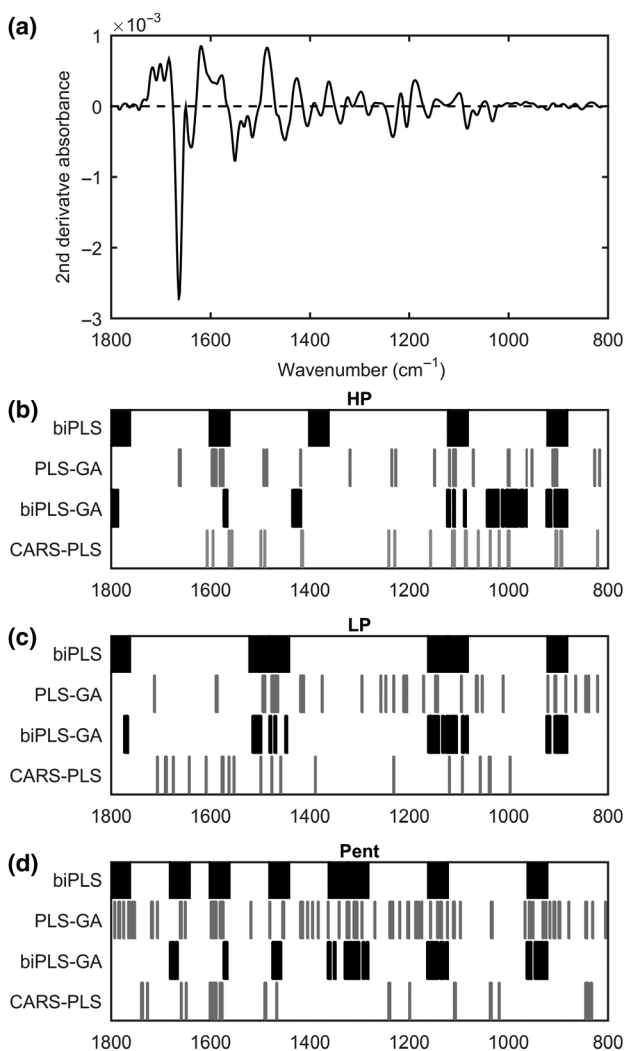 (a)
×10−3
1
0
−1
−2
−3
2nd derivatve absorbance
1800 1600 1400 1200 1000 800
Wavenumber (cm−1)
(b)
HP
biPLS
PLS-GA
biPLS-GA
CARS-PLS
1800 1600 1400 1200 1000 800
(c)
LP
biPLS
PLS-GA
biPLS-GA
CARS-PLS
1800 1600 1400 1200 1000 800
(d)
Pent
biPLS
PLS-GA
biPLS-GA
CARS-PLS
1800 1600 1400 1200 1000 800